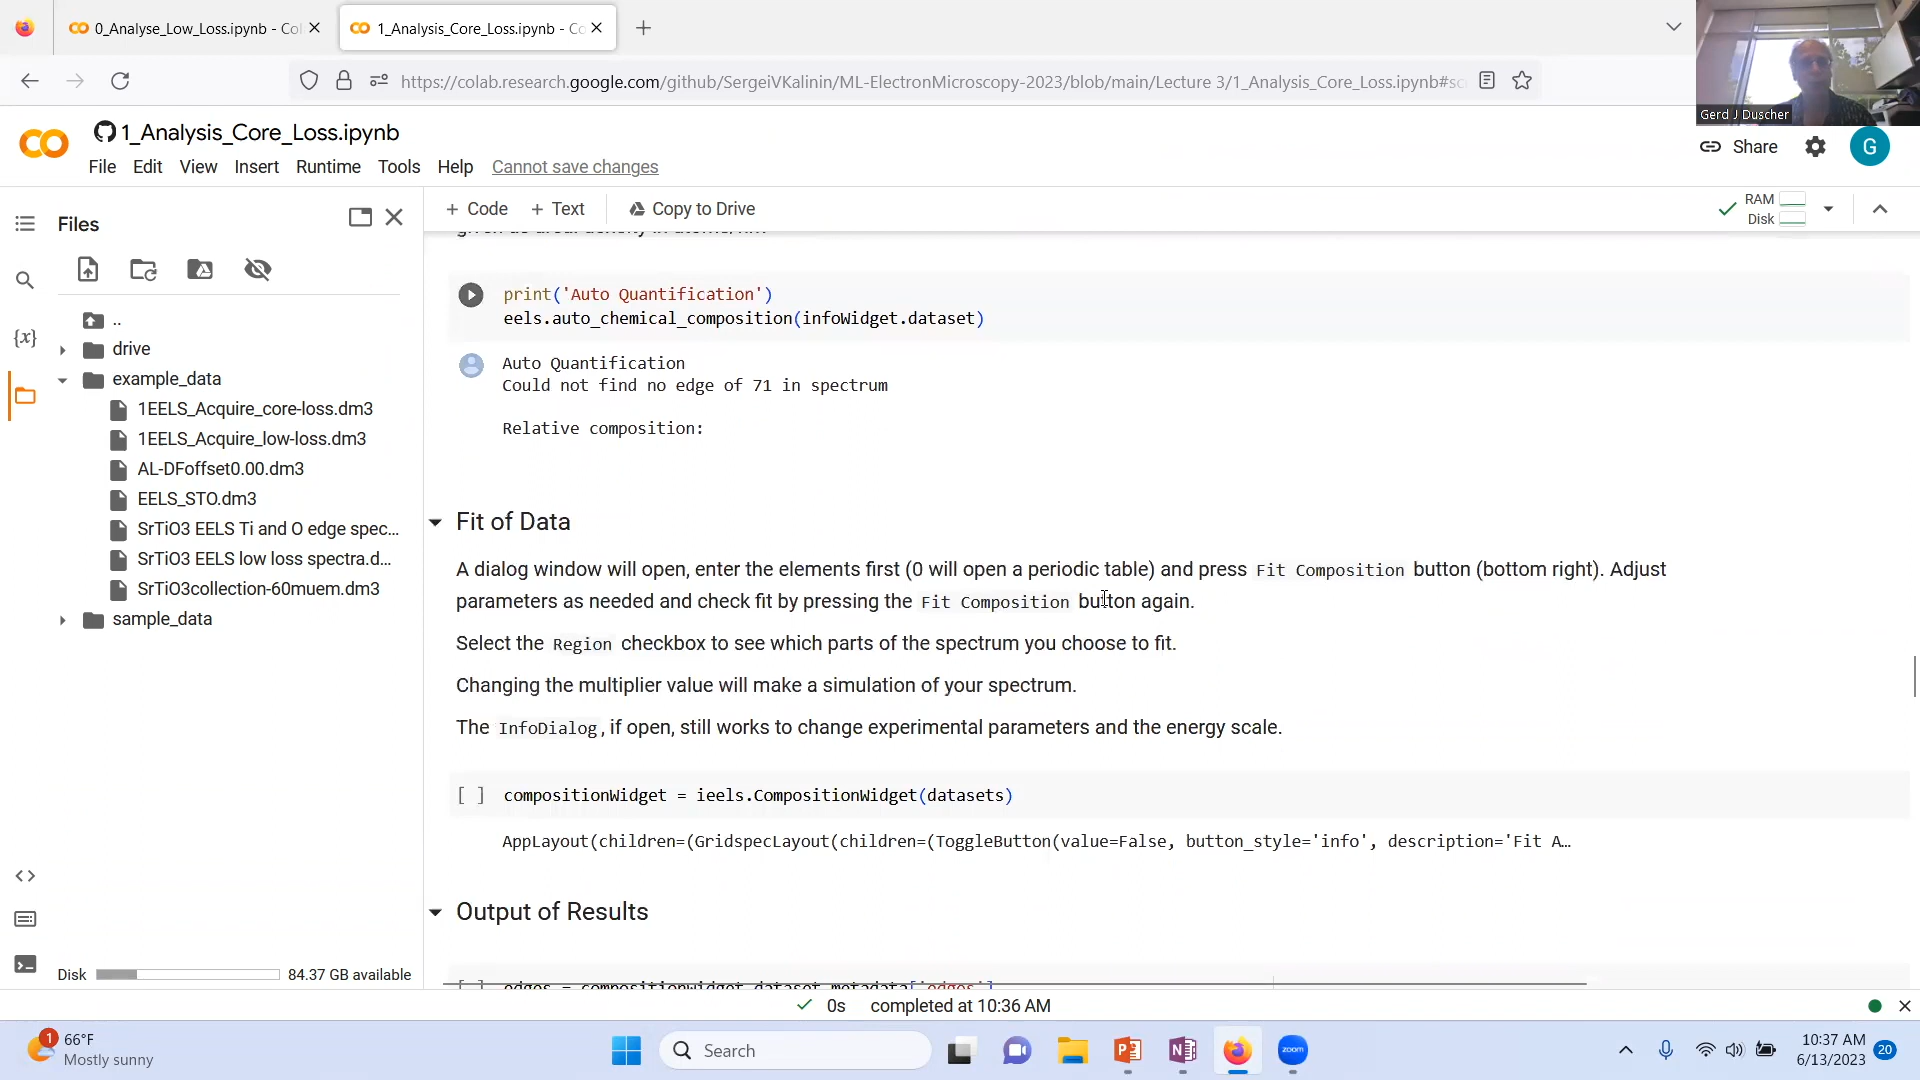 0_Analyse_Low_Loss.ipynb - Col
1_Analysis_Core_Loss.ipynb - Co
https://colab.research.google.com/github/SergeiVKalinin/ML-ElectronMicroscopy-2023/blob/main/Lecture 3/1_Analysis_Core_Loss.ipynb#sc
Gerd J Duscher
1_Analysis_Core_Loss.ipynb
File Edit View Insert Runtime Tools Help Cannot save changes
Share
G
Files
+ Code + Text Copy to Drive
RAM
Disk
{x}
..
drive
example_data
1EELS_Acquire_core-loss.dm3
1EELS_Acquire_low-loss.dm3
AL-DFoffset0.00.dm3
EELS_STO.dm3
SrTiO3 EELS Ti and O edge spec...
SrTiO3 EELS low loss spectra.d...
SrTiO3collection-60muem.dm3
sample_data
Disk 84.37 GB available
print('Auto Quantification')
eels.auto_chemical_composition(infoWidget.dataset)
Auto Quantification
Could not find no edge of 71 in spectrum
Relative composition:
Fit of Data
A dialog window will open, enter the elements first (0 will open a periodic table) and press Fit Composition button (bottom right). Adjust
parameters as needed and check fit by pressing the Fit Composition button again.
Select the Region checkbox to see which parts of the spectrum you choose to fit.
Changing the multiplier value will make a simulation of your spectrum.
The InfoDialog, if open, still works to change experimental parameters and the energy scale.
[ ] compositionWidget = ieels.CompositionWidget(datasets)
AppLayout(children=(GridspecLayout(children=(ToggleButton(value=False, button_style='info', description='Fit A…
Output of Results
[ ] edges = compositionWidget.dataset.metadata['edges']
0s completed at 10:36 AM
1
66°F
Mostly sunny
Search
zoom
10:37 AM
6/13/2023
20